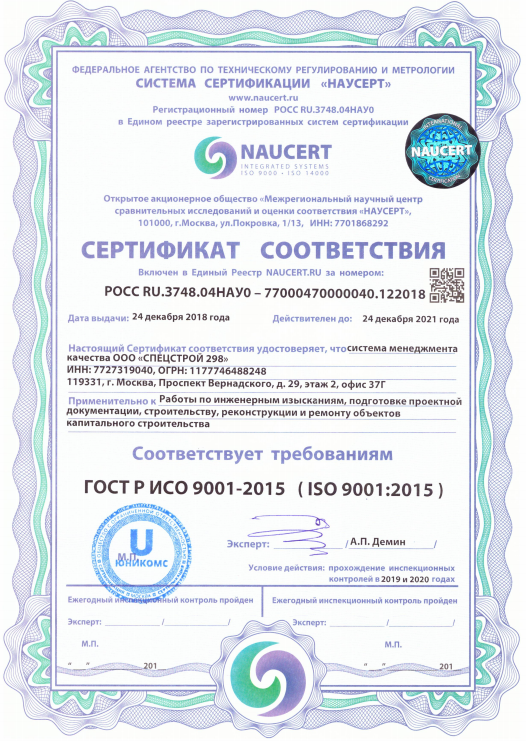 ФЕДЕРАЛЬНОЕ АГЕНТСТВО ПО ТЕХНИЧЕСКОМУ РЕГУЛИРОВАНИЮ И МЕТРОЛОГИИ
СИСТЕМА СЕРТИФИКАЦИИ «НАУСЕРТ»
www.naucert.ru
Регистрационный номер РОСС RU.3748.04НАУ0
в Едином реестре зарегистрированных систем сертификации
NAUCERT
INTEGRATED SYSTEMS
ISO 9000 • ISO 14000
INTERNATIONAL
NAUCERT
Открытое акционерное общество «Межрегиональный научный центр
сравнительных исследований и оценки соответствия «НАУСЕРТ»,
101000, г.Москва, ул.Покровка, 1/13, ИНН: 7701868292
СЕРТИФИКАТ СООТВЕТСТВИЯ
Включен в Единый Реестр NAUCERT.RU за номером:
РОСС RU.3748.04НАУ0 – 77000470000040.122018
Дата выдачи: 24 декабря 2018 года Действителен до: 24 декабря 2021 года
Настоящий Сертификат соответствия удостоверяет, что система менеджмента
качества ООО «СПЕЦСТРОЙ 298»
ИНН: 7727319040, ОГРН: 1177746488248
119331, г. Москва, Проспект Вернадского, д. 29, этаж 2, офис 37Г
Применительно к Работы по инженерным изысканиям, подготовке проектной
документации, строительству, реконструкции и ремонту объектов
капитального строительства
Соответствует требованиям
ГОСТ Р ИСО 9001-2015 ( ISO 9001:2015 )
Эксперт: / А.П. Демин /
U
ЮНИКОМС
М.П.
Условие действия: прохождение инспекционных
контролей в 2019 и 2020 годах
Ежегодный инспекционный контроль пройден Ежегодный инспекционный контроль пройден
Эксперт: / / Эксперт: / /
М.П. М.П.
" " 201 " " 201